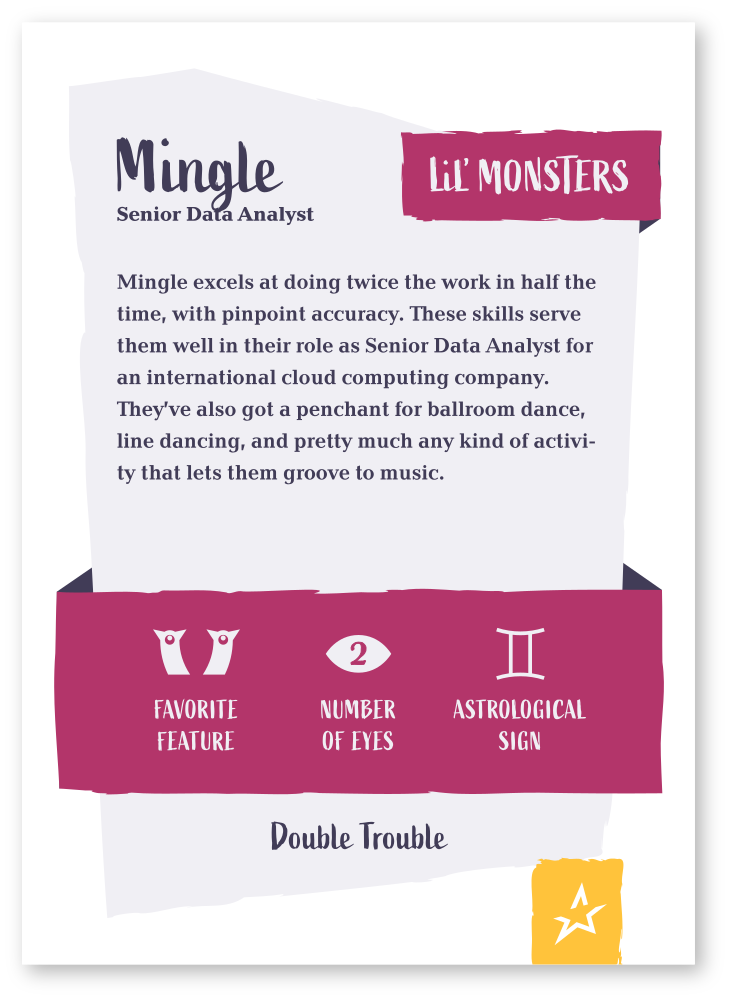 Mingle
Senior Data Analyst
LiL' MONSTERS
Mingle excels at doing twice the work in half the
time, with pinpoint accuracy. These skills serve
them well in their role as Senior Data Analyst for
an international cloud computing company.
They've also got a penchant for ballroom dance,
line dancing, and pretty much any kind of activi-
ty that lets them groove to music.
2
FAVORITE
FEATURE
NUMBER
OF EYES
ASTROLOGICAL
SIGN
Double Trouble